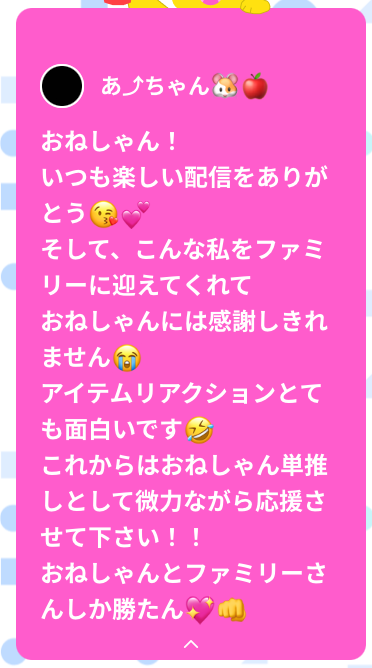 あ⤴ちゃん🐹🍎
おねしゃん！
いつも楽しい配信をありが
とう😘💕
そして、こんな私をファミ
リーに迎えてくれて
おねしゃんには感謝しきれ
ません😭
アイテムリアクションとて
も面白いです🤣
これからはおねしゃん単推
しとして微力ながら応援さ
せて下さい！！
おねしゃんとファミリーさ
んしか勝たん💖👊